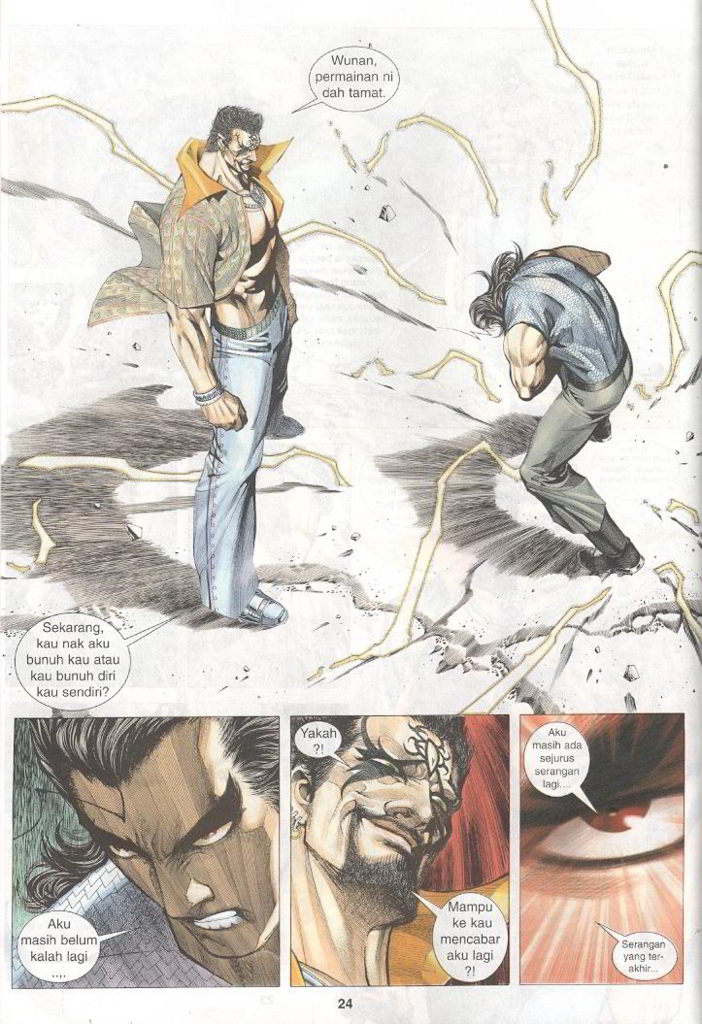 Wunan,
permainan ni
dah tamat.
Sekarang,
kau nak aku
bunuh kau atau
kau bunuh diri
kau sendiri?
Aku
masih belum
kalah lagi
....
Yakah
?!
Mampu
ke kau
mencabar
aku lagi
?!
Aku
masih ada
sejurus
serangan
lagi....
Serangan
yang ter-
akhir...
24